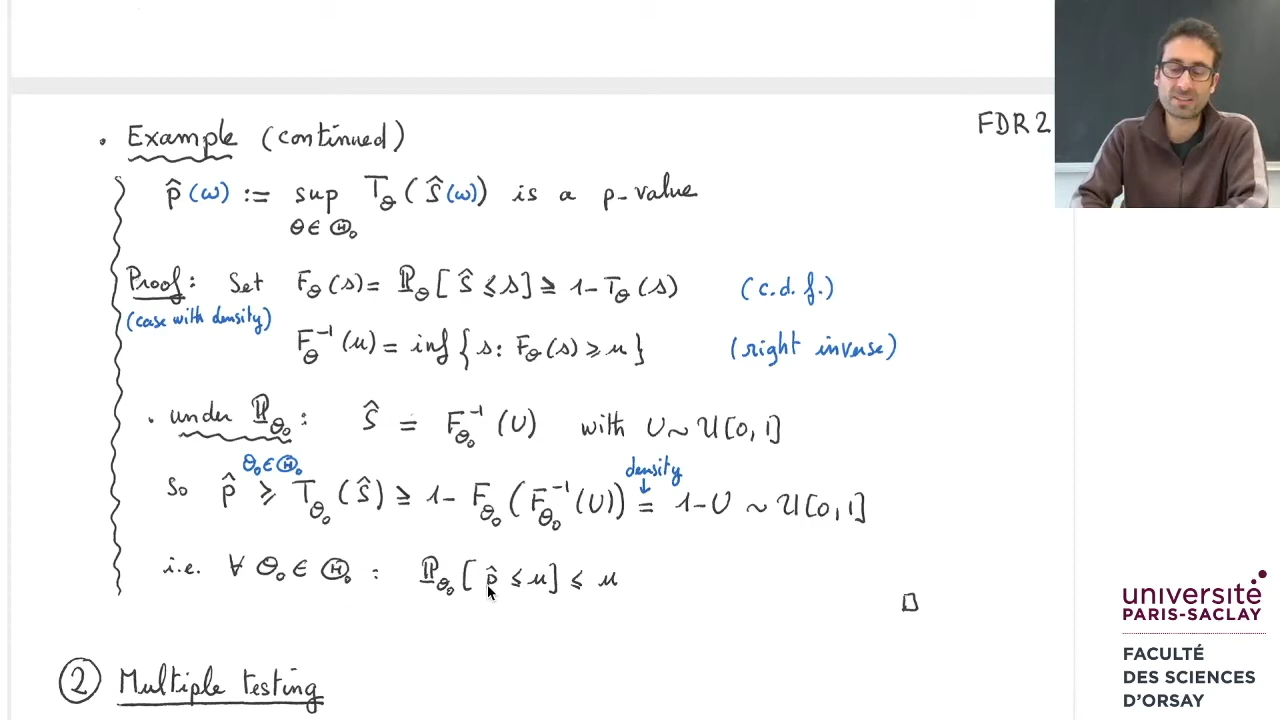 FDR 2
. Example (continued)
p̂(ω) := sup T_θ(Ŝ(ω)) is a p-value
θ∈Θ₀
Proof: Set F_θ(s) = ℙ_θ[Ŝ ≤ s] ≥ 1 - T_θ(s) (c.d.f.)
(case with density)
F_θ⁻¹(u) = inf{s: F_θ(s) ≥ u} (right inverse)
. under ℙ_θ₀: Ŝ = F_θ₀⁻¹(U) with U ~ U[0,1]
θ₀∈Θ₀ density
So p̂ ≥ T_θ₀(Ŝ) ≥ 1 - F_θ₀(F_θ₀⁻¹(U)) = 1-U ~ U[0,1]
i.e. ∀ θ₀ ∈ Θ₀ : ℙ_θ₀[p̂ ≤ u] ≤ u
□
② Multiple testing
université
PARIS-SACLAY
FACULTÉ
DES SCIENCES
D'ORSAY